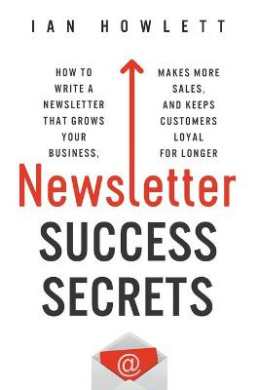 IAN HOWLETT
HOW TO
WRITE A
NEWSLETTER
THAT GROWS
YOUR
BUSINESS,
MAKES MORE
SALES,
AND KEEPS
CUSTOMERS
LOYAL
FOR LONGER
Newsletter
SUCCESS
SECRETS
@